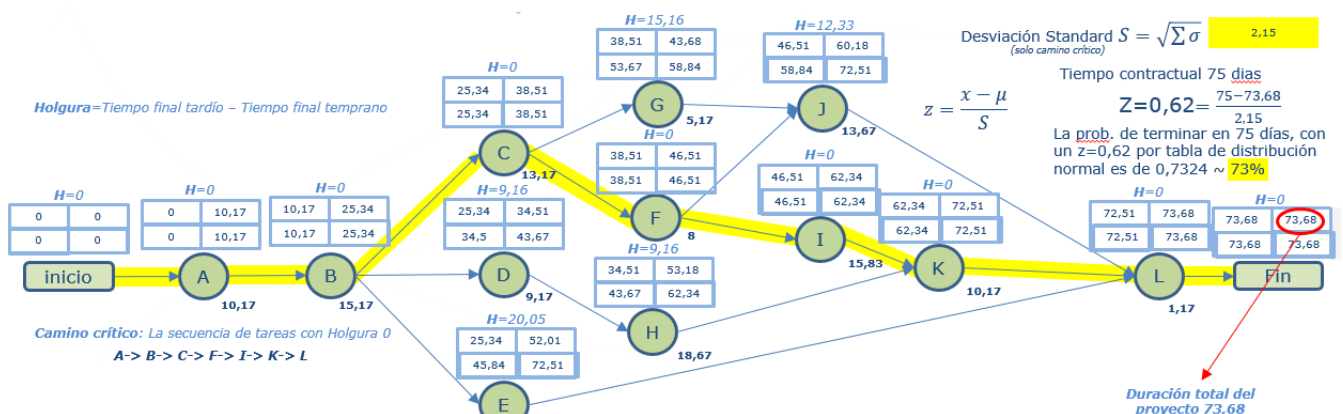 H=15,16
38,51 43,68
53,67 58,84
G
5,17
H=12,33
46,51 60,18
58,84 72,51
J
13,67
Desviación Standard S = √∑σ
(solo camino crítico)
2,15
Tiempo contractual 75 dias
z = x − μ / S
Z=0,62= 75−73,68 / 2,15
La prob. de terminar en 75 días, con
un z=0,62 por tabla de distribución
normal es de 0,7324 ~ 73%
Holgura=Tiempo final tardío – Tiempo final temprano
H=0
25,34 38,51
25,34 38,51
C
13,17
H=0
38,51 46,51
38,51 46,51
F
8
H=0
46,51 62,34
46,51 62,34
I
15,83
H=0
0 0
0 0
inicio
H=0
0 10,17
0 10,17
A
10,17
H=0
10,17 25,34
10,17 25,34
B
15,17
H=9,16
25,34 34,51
34,5 43,67
D
9,17
H=9,16
34,51 53,18
43,67 62,34
H
18,67
H=0
62,34 72,51
62,34 72,51
K
10,17
H=0
72,51 73,68
72,51 73,68
L
1,17
H=0
73,68 73,68
73,68 73,68
Fin
Camino crítico: La secuencia de tareas con Holgura 0
A-> B-> C-> F-> I-> K-> L
H=20,05
25,34 52,01
45,84 72,51
E
Duración total del
proyecto 73,68